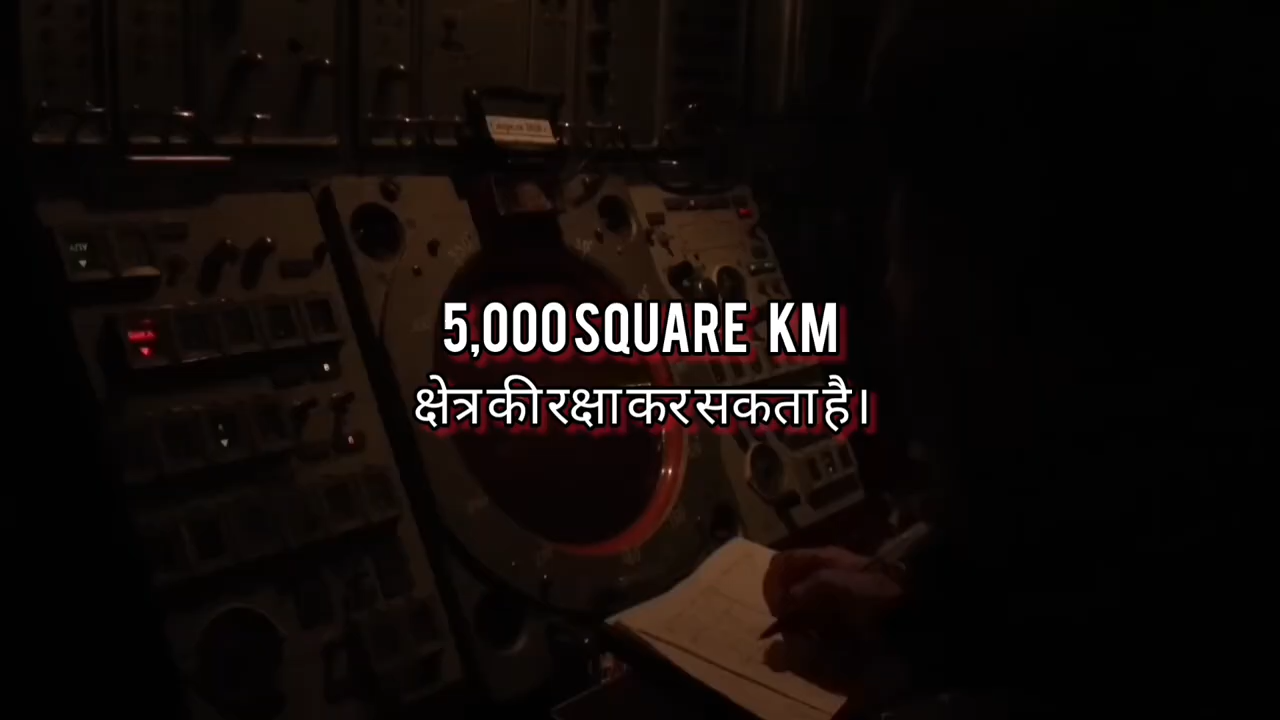 5,000 SQUARE KM
क्षेत्र की रक्षा कर सकता है।